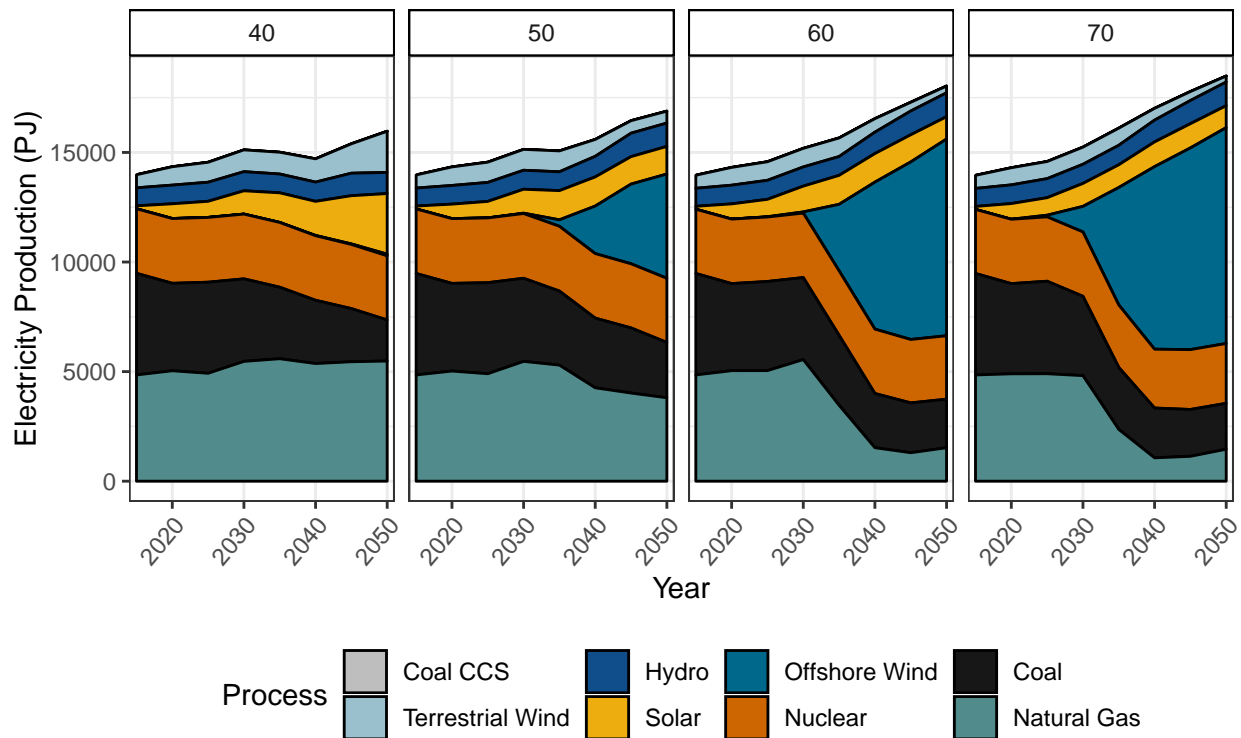 40 50 60 70
Electricity Production (PJ)
15000
10000
5000
0
2020 2030 2040 2050 2020 2030 2040 2050 2020 2030 2040 2050 2020 2030 2040 2050
Year
Process
Coal CCS Hydro Offshore Wind Coal
Terrestrial Wind Solar Nuclear Natural Gas